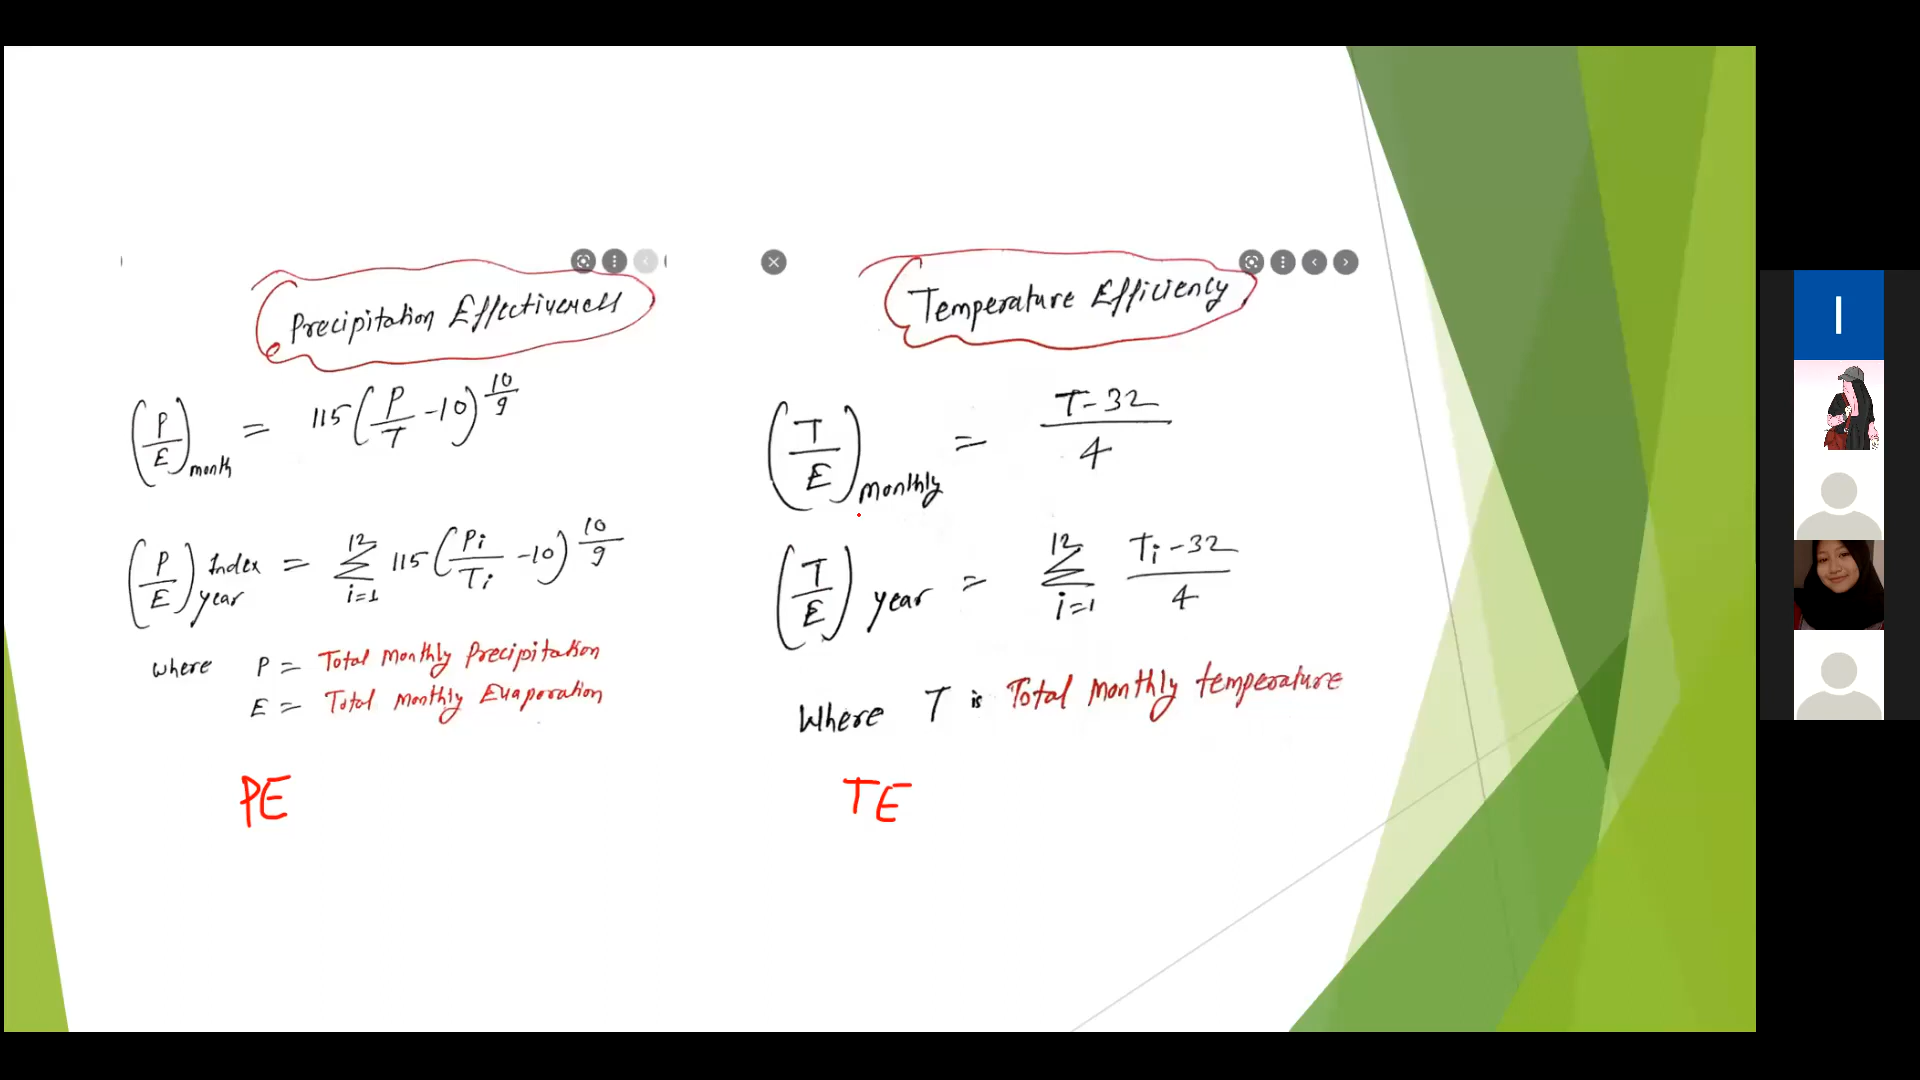 Precipitation Effectiveness
(P/E)month = 115(P/T - 10)^10/9
(P/E) Index year = 12 Σ i=1 115(Pi/Ti - 10)^10/9
where P = Total Monthly Precipitation
E = Total Monthly Evaporation
PE
Temperature Efficiency
(T/E)Monthly = T-32/4
(T/E)year = 12 Σ i=1 Ti-32/4
Where T is Total Monthly temperature
TE
I